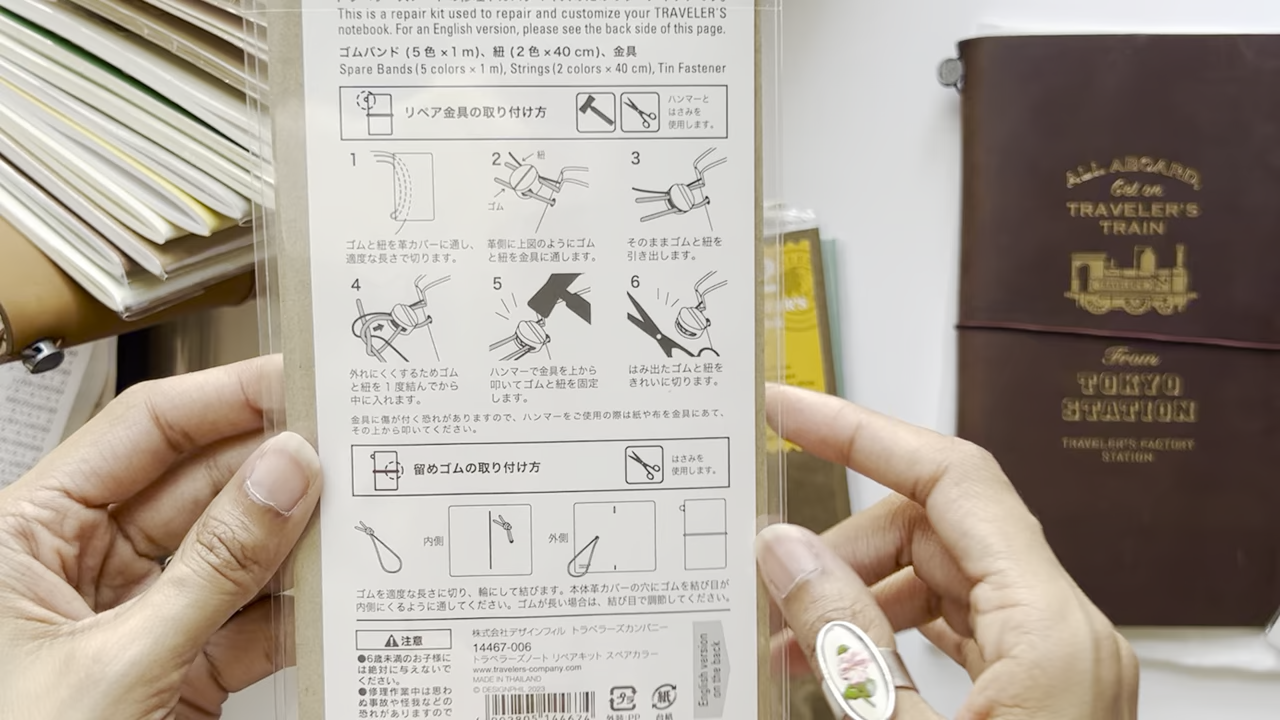 This is a repair kit used to repair and customize your TRAVELER'S
notebook. For an English version, please see the back side of this page.
ゴムバンド (5色×1m)、紐 (2色×40cm)、金具
Spare Bands (5 colors × 1 m), Strings (2 colors × 40 cm), Tin Fastener
リペア金具の取り付け方
ハンマーと
はさみを
使用します。
1
2
紐
ゴム
3
ゴムと紐を革カバーに通し、
適度な長さで切ります。
革側に上図のようにゴム
と紐を金具に通します。
そのままゴムと紐を
引き出します。
4
5
6
外れにくくするためゴム
と紐を1度結んでから
中に入れます。
ハンマーで金具を上から
叩いてゴムと紐を固定
します。
はみ出たゴムと紐を
きれいに切ります。
金具に傷が付く恐れがありますので、ハンマーをご使用の際は紙や布を金具にあて、
その上から叩いてください。
留めゴムの取り付け方
はさみを
使用します。
内側
外側
ゴムを適度な長さに切り、輪にして結びます。本体革カバーの穴にゴムを結び目が
内側にくるように通してください。ゴムが長い場合は、結び目で調節してください。
注意
●6歳未満のお子様に
は絶対に与えないで
ください。
●修理作業中は思わ
ぬ事故や怪我などの
恐れがありますので
株式会社デザインフィル トラベラーズカンパニー
14467-006
トラベラーズノート リペアキット スペアカラー
www.travelers-company.com
MADE IN THAILAND
© DESIGNPHIL 2023
English version
on the back
プラ
紙
外装:PP
台紙
ALL ABOARD,
Get on
TRAVELER'S
TRAIN
TRAVELER'S
From
TOKYO
STATION
TRAVELER'S FACTORY
STATION